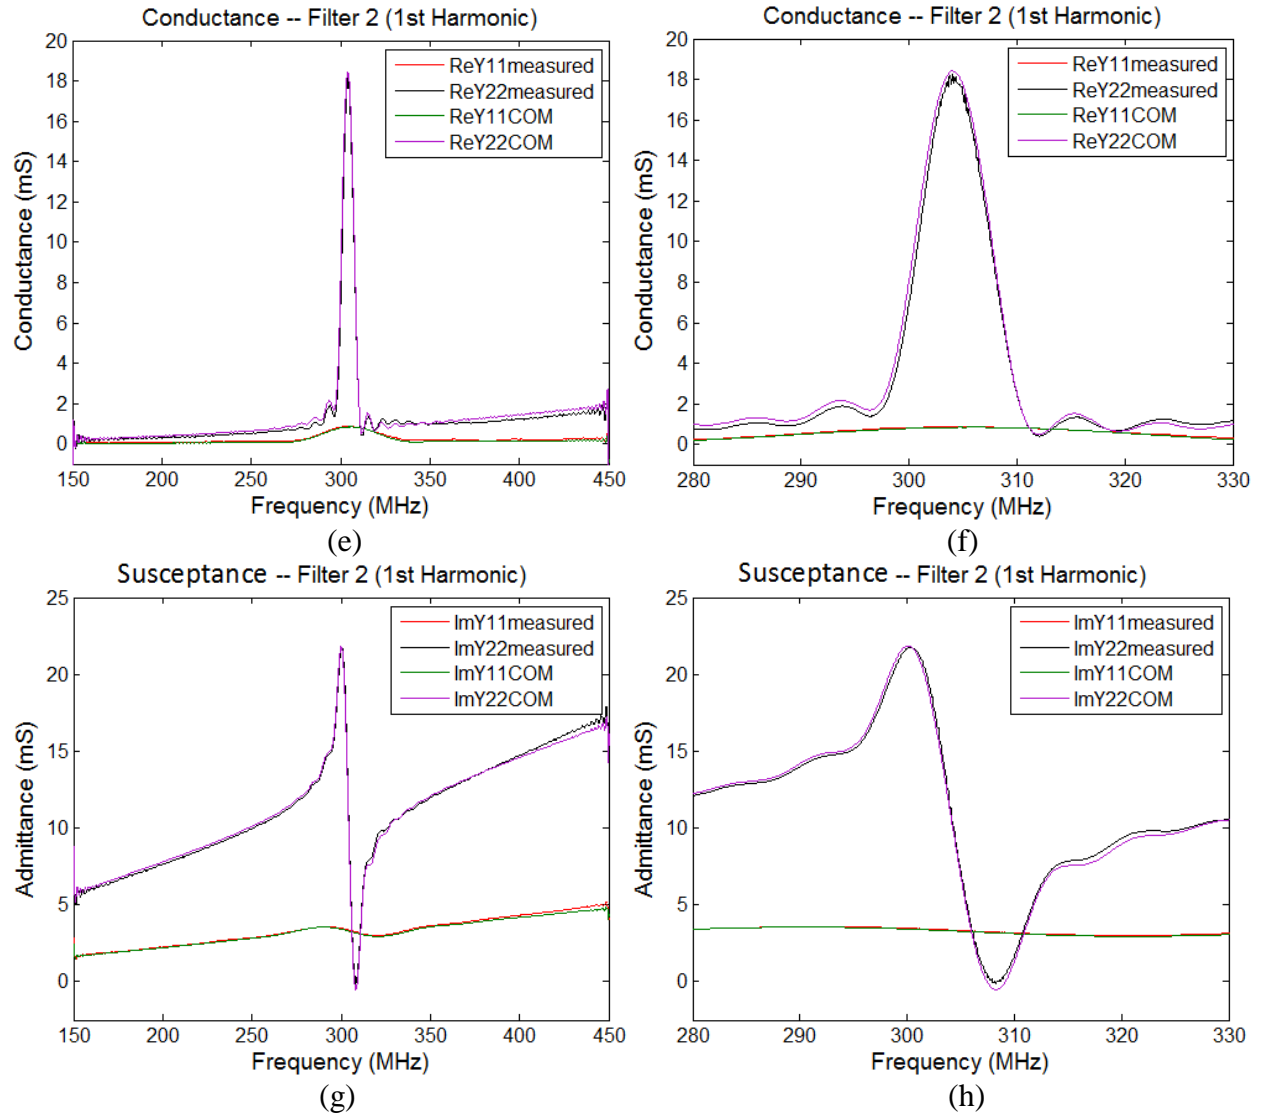 Conductance -- Filter 2 (1st Harmonic)
20
18
16
14
12
10
8
6
4
2
0
Conductance (mS)
ReY11measured
ReY22measured
ReY11COM
ReY22COM
150 200 250 300 350 400 450
Frequency (MHz)
(e)
Conductance -- Filter 2 (1st Harmonic)
20
18
16
14
12
10
8
6
4
2
0
Conductance (mS)
ReY11measured
ReY22measured
ReY11COM
ReY22COM
280 290 300 310 320 330
Frequency (MHz)
(f)
Susceptance -- Filter 2 (1st Harmonic)
25
20
15
10
5
0
Admittance (mS)
ImY11measured
ImY22measured
ImY11COM
ImY22COM
150 200 250 300 350 400 450
Frequency (MHz)
(g)
Susceptance -- Filter 2 (1st Harmonic)
25
20
15
10
5
0
Admittance (mS)
ImY11measured
ImY22measured
ImY11COM
ImY22COM
280 290 300 310 320 330
Frequency (MHz)
(h)